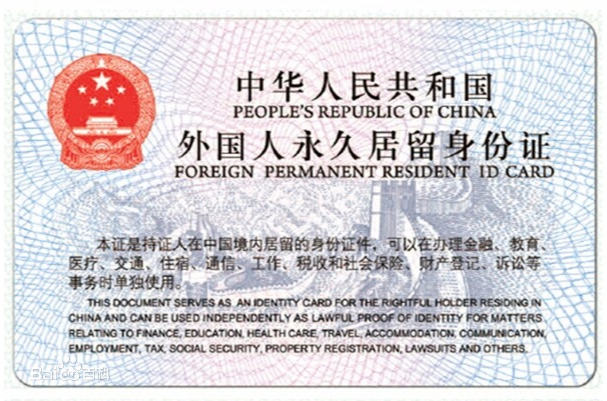 中华人民共和国
PEOPLE'S REPUBLIC OF CHINA
外国人永久居留身份证
FOREIGN PERMANENT RESIDENT ID CARD
本证是持证人在中国境内居留的身份证件，可以在办理金融、教育、
医疗、交通、住宿、通信、工作、税收和社会保险、财产登记、诉讼等
事务时单独使用。
THIS DOCUMENT SERVES AS AN IDENTITY CARD FOR THE RIGHTFUL HOLDER RESIDING IN
CHINA AND CAN BE USED INDEPENDENTLY AS LAWFUL PROOF OF IDENTITY FOR MATTERS
RELATING TO FINANCE, EDUCATION, HEALTH CARE, TRAVEL, ACCOMMODATION, COMMUNICATION,
EMPLOYMENT, TAX, SOCIAL SECURITY, PROPERTY REGISTRATION, LAWSUITS AND OTHERS.
Baidu百科